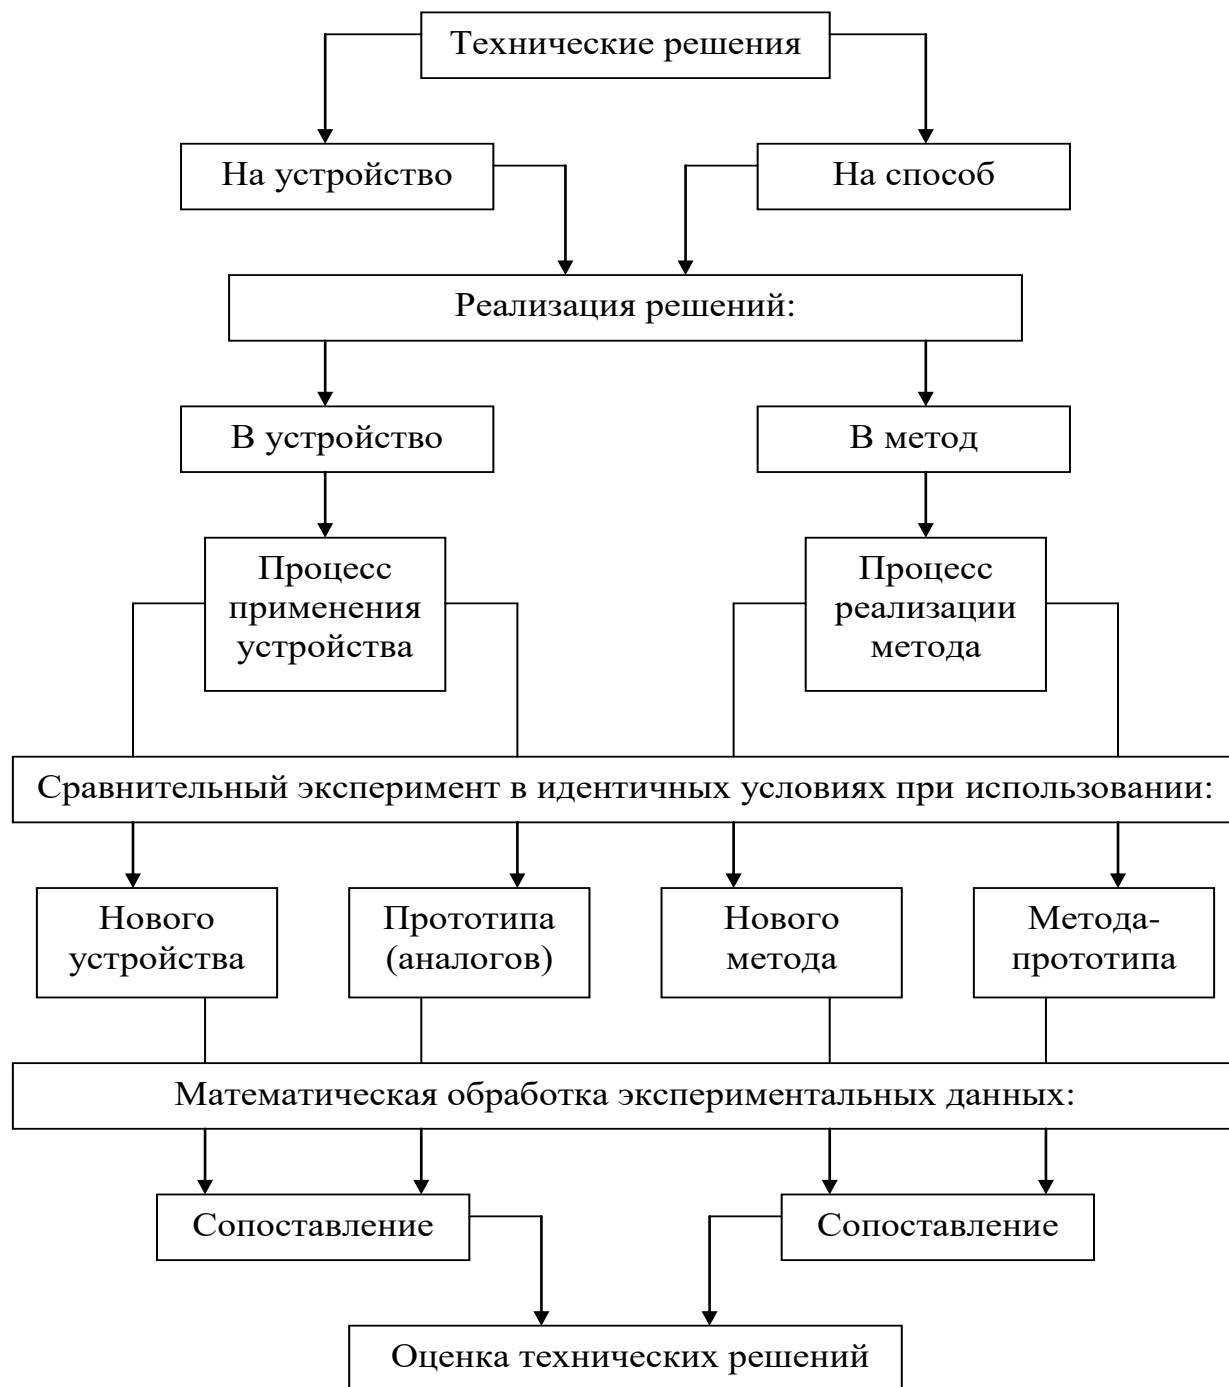 Технические решения
На устройство
На способ
Реализация решений:
В устройство
В метод
Процесс
применения
устройства
Процесс
реализации
метода
Сравнительный эксперимент в идентичных условиях при использовании:
Нового
устройства
Прототипа
(аналогов)
Нового
метода
Метода-
прототипа
Математическая обработка экспериментальных данных:
Сопоставление
Сопоставление
Оценка технических решений